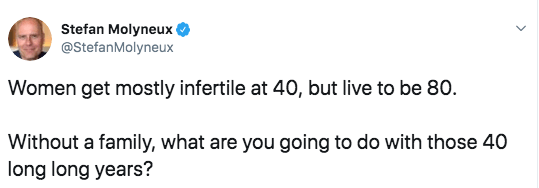 Stefan Molyneux
@StefanMolyneux
Women get mostly infertile at 40, but live to be 80.
Without a family, what are you going to do with those 40
long long years?